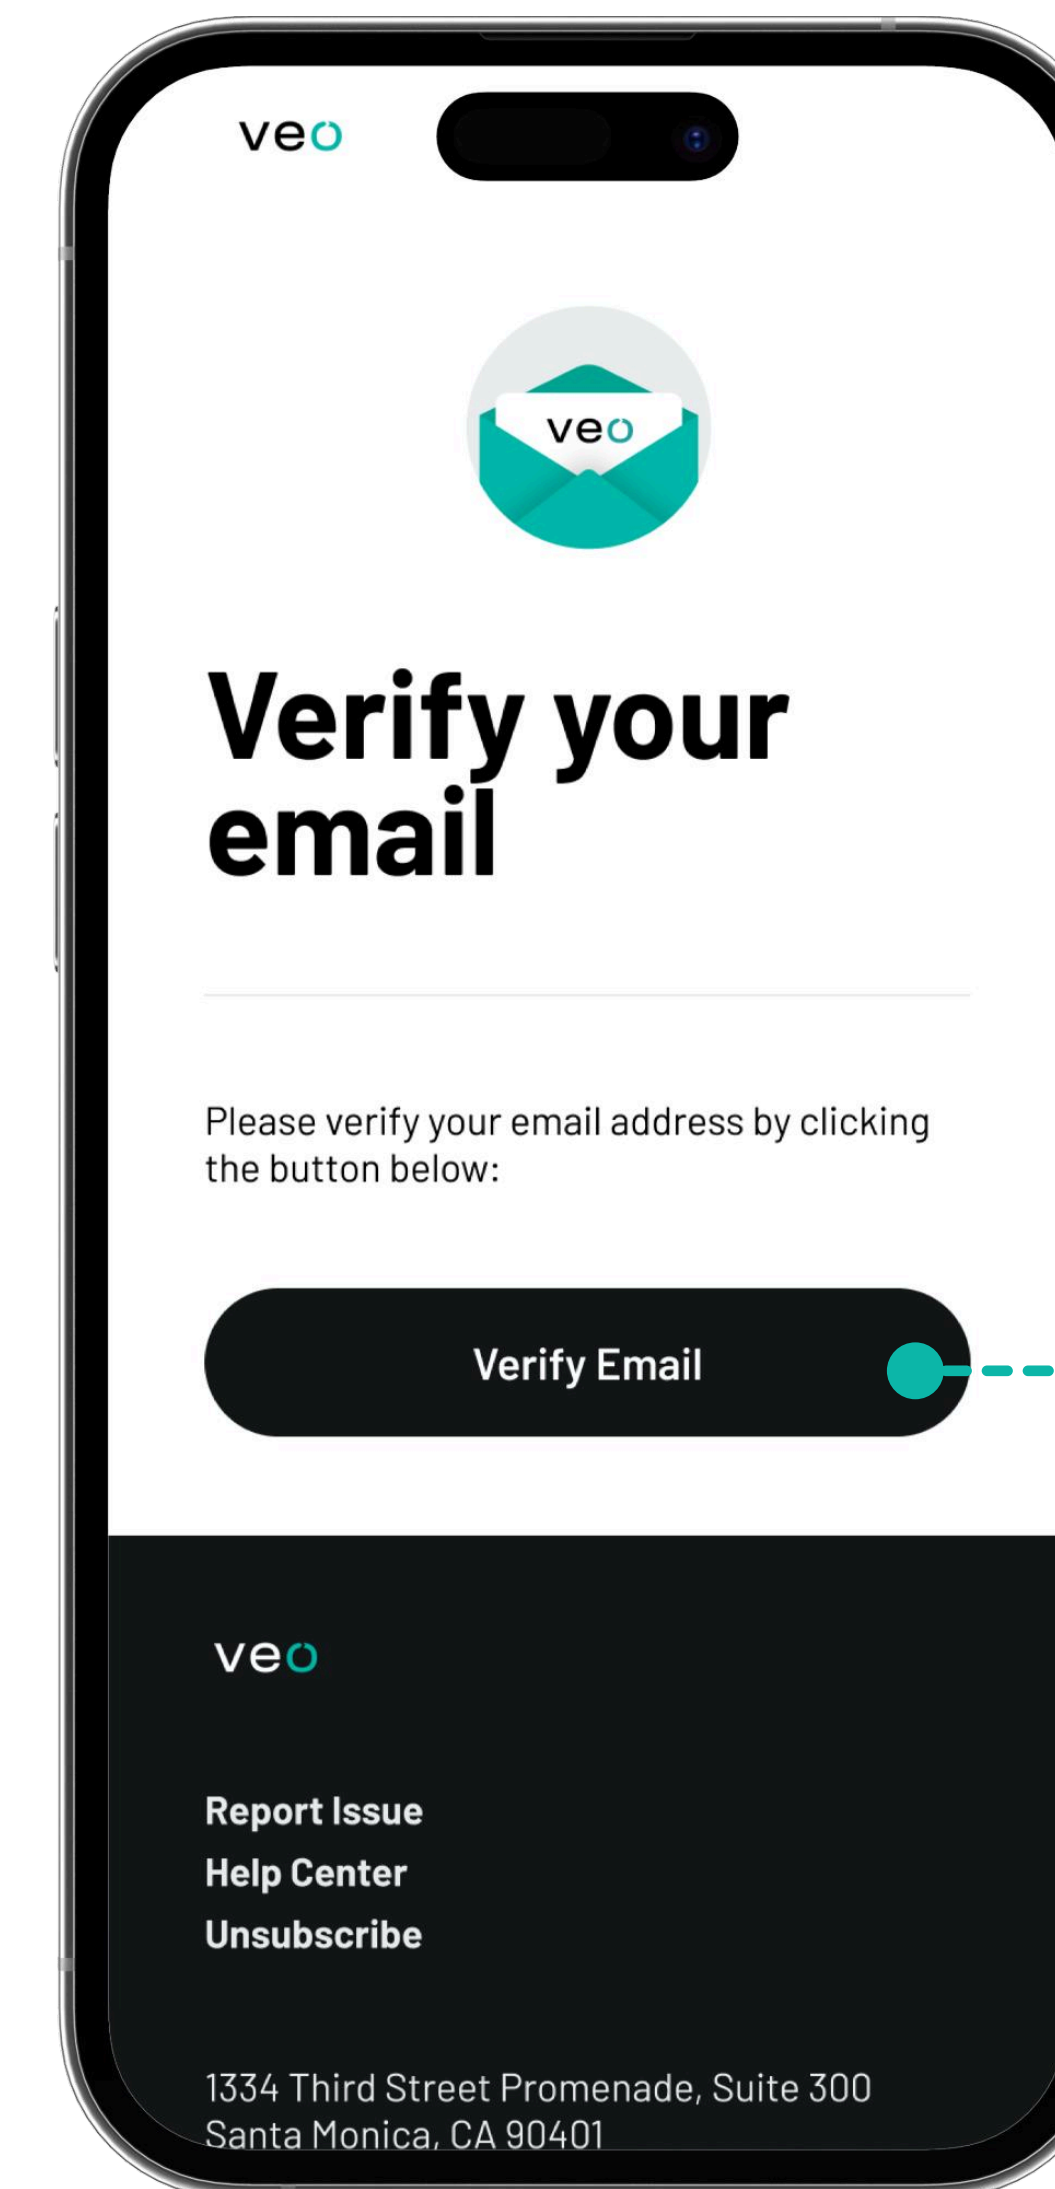 veo
veo
Verify your
email
Please verify your email address by clicking
the button below:
Verify Email
veo
Report Issue
Help Center
Unsubscribe
1334 Third Street Promenade, Suite 300
Santa Monica, CA 90401